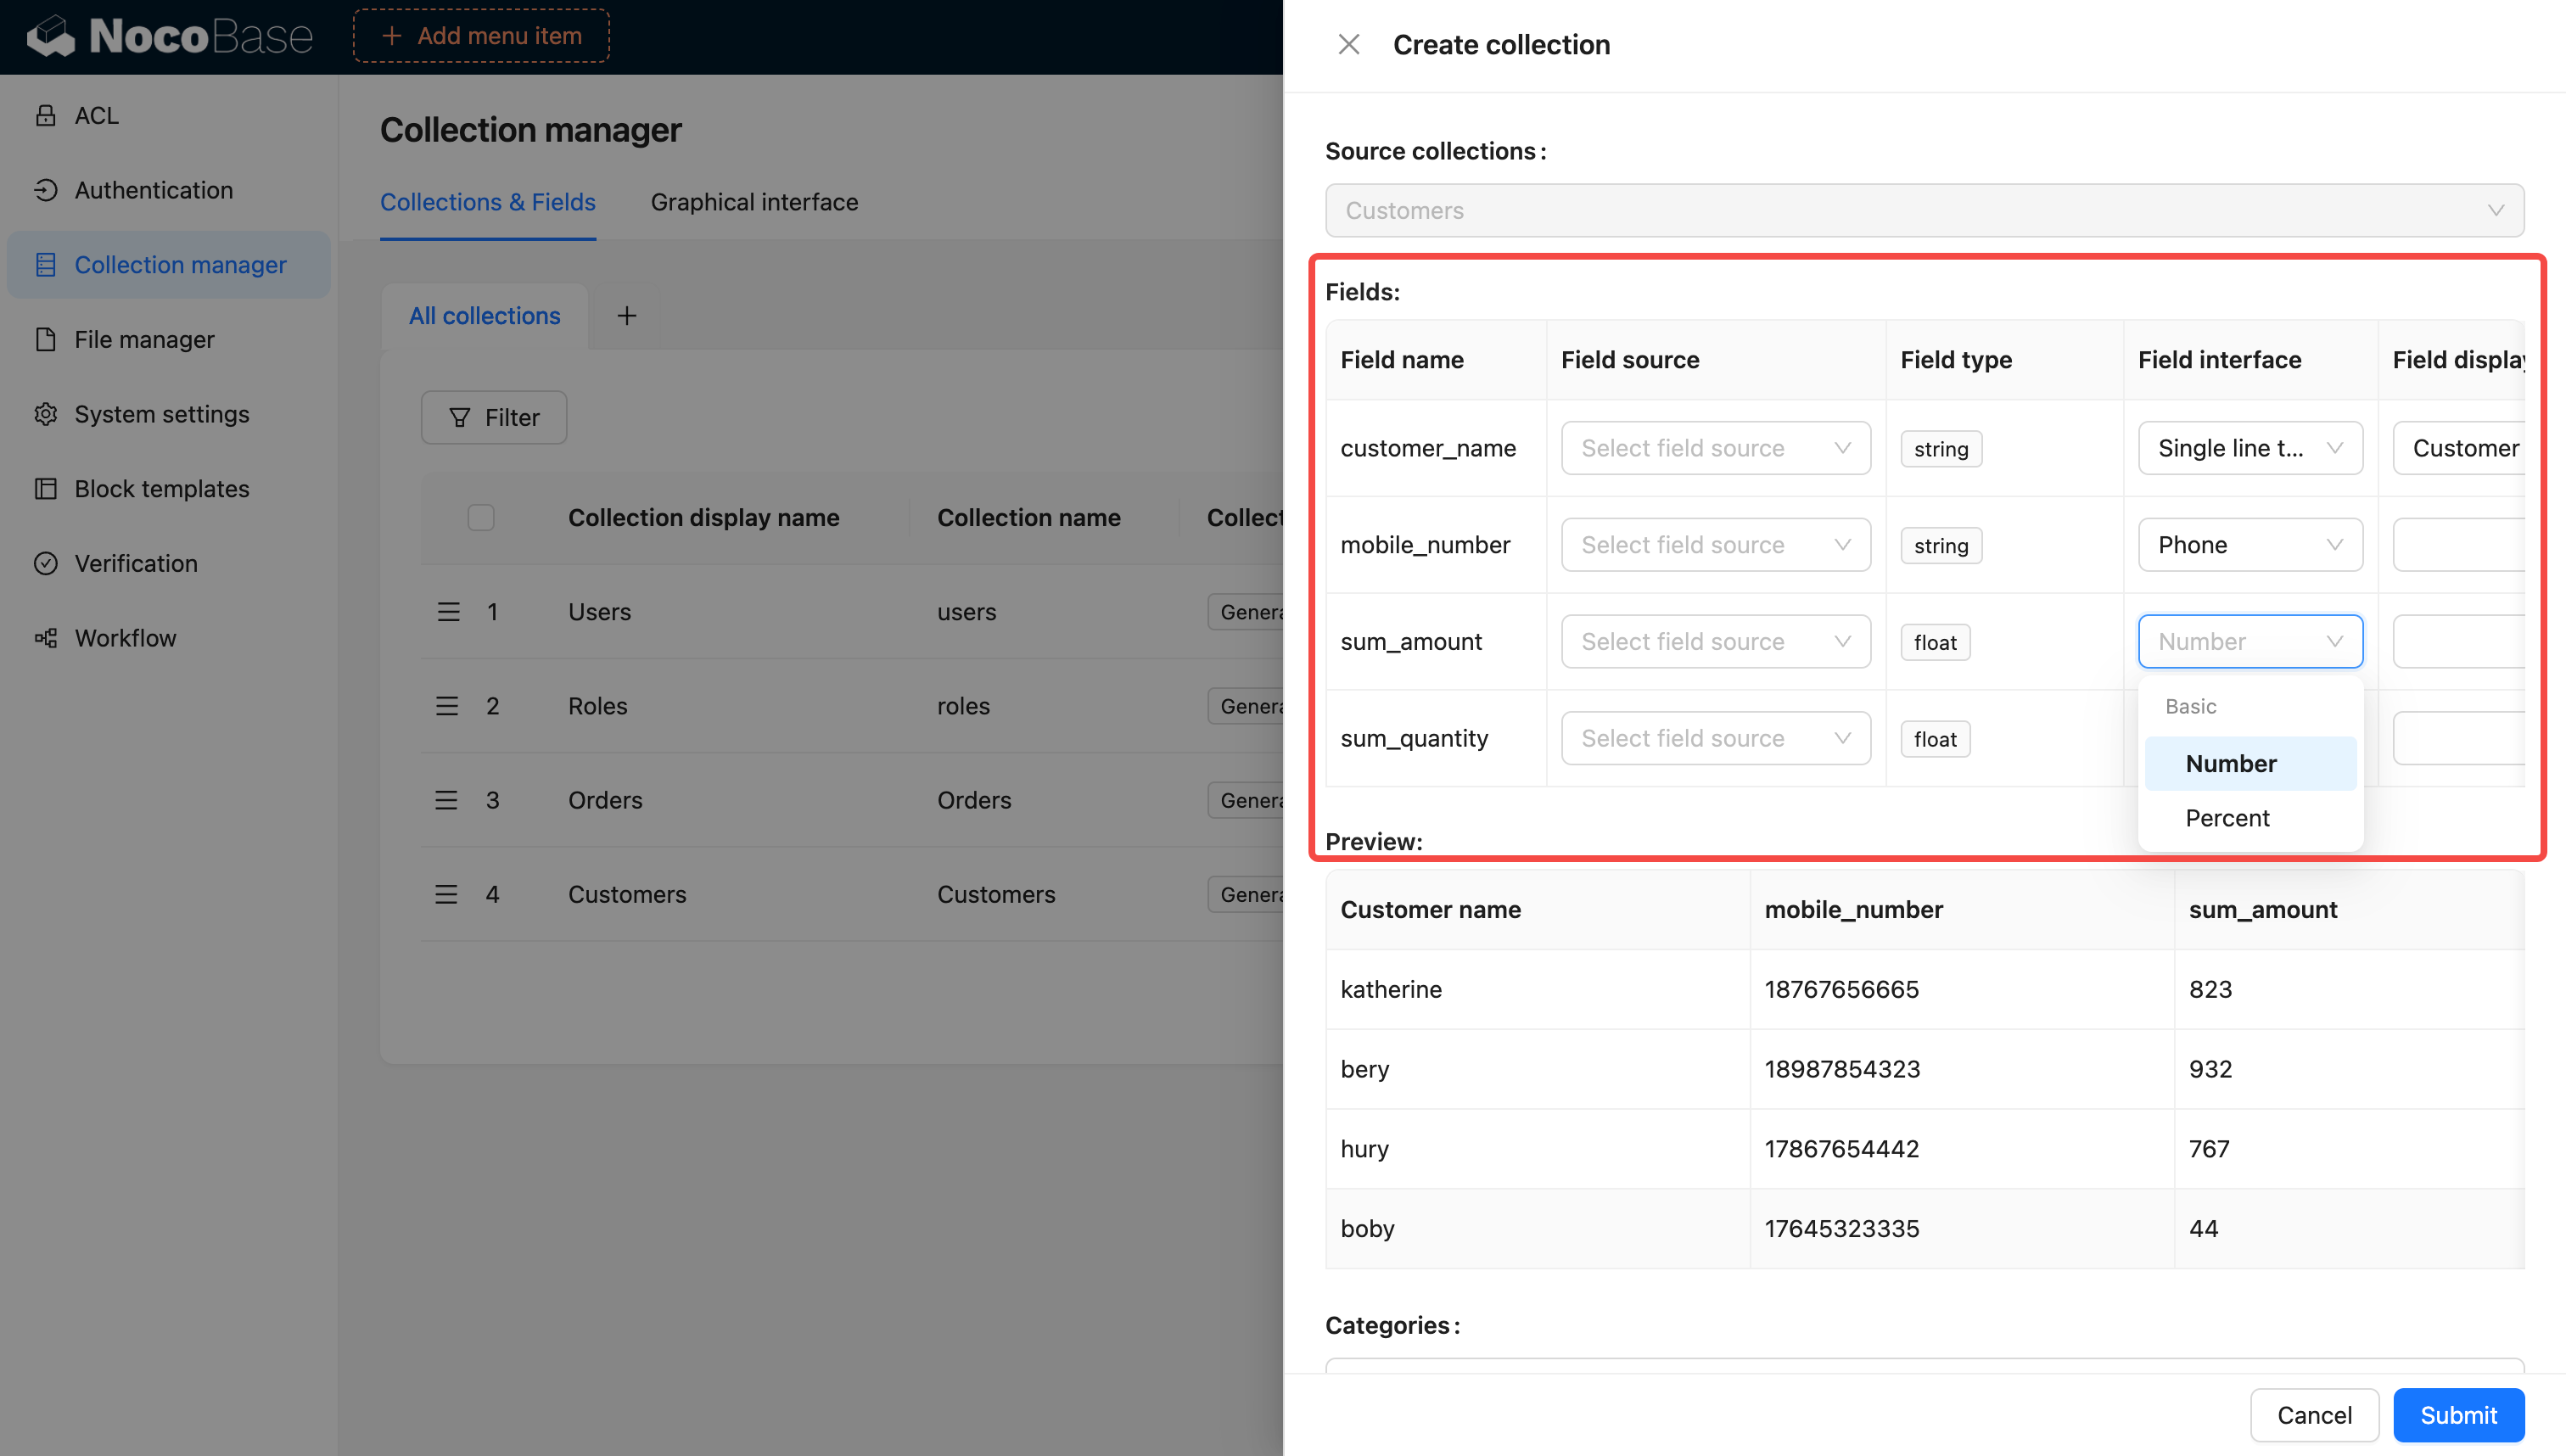 NocoBase
+ Add menu item
ACL
Authentication
Collection manager
File manager
System settings
Block templates
Verification
Workflow
Collection manager
Collections & Fields
Graphical interface
All collections
+
Filter
Collection display name Collection name Collect
1 Users users Genera
2 Roles roles Genera
3 Orders Orders Genera
4 Customers Customers Genera
Create collection
Source collections:
Customers
Fields:
Field name Field source Field type Field interface Field display
customer_name Select field source string Single line t... Customer
mobile_number Select field source string Phone
sum_amount Select field source float Number
sum_quantity Select field source float
Basic
Number
Percent
Preview:
Customer name mobile_number sum_amount
katherine 18767656665 823
bery 18987854323 932
hury 17867654442 767
boby 17645323335 44
Categories:
Cancel Submit